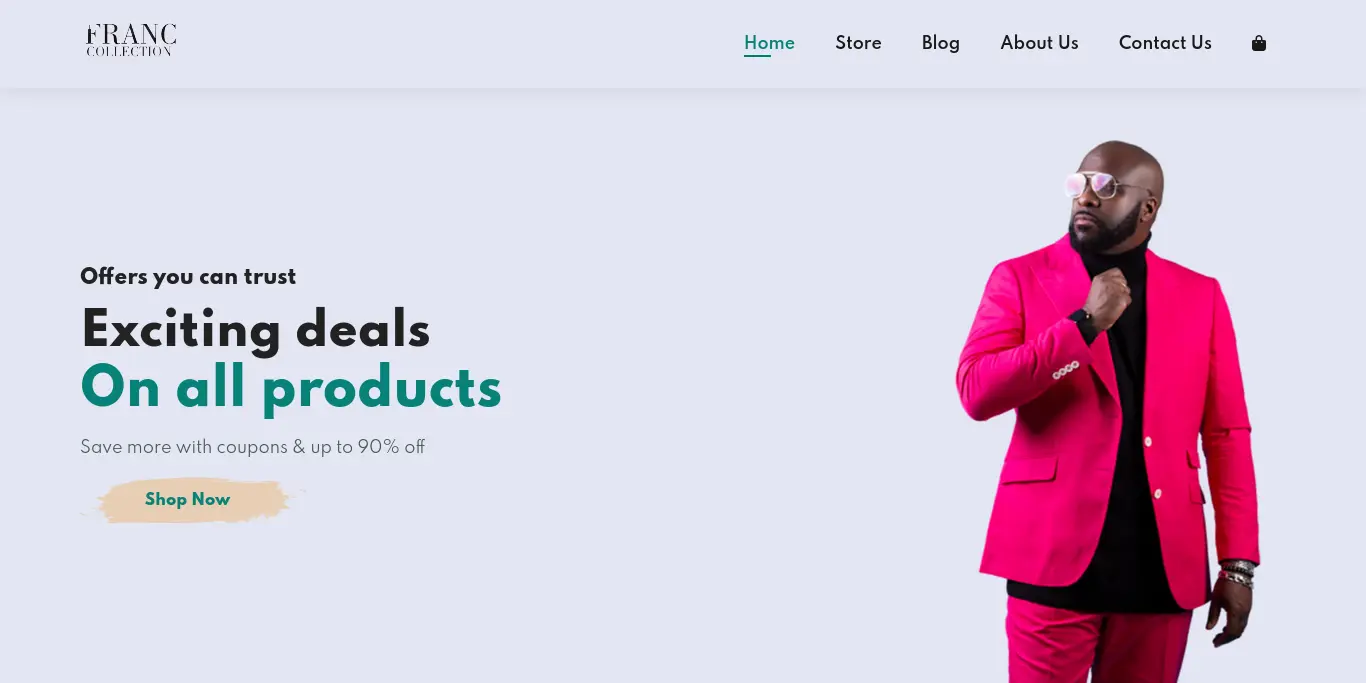 FRANC
COLLECTION
Home
Store
Blog
About Us
Contact Us
Offers you can trust
Exciting deals
On all products
Save more with coupons & up to 90% off
Shop Now